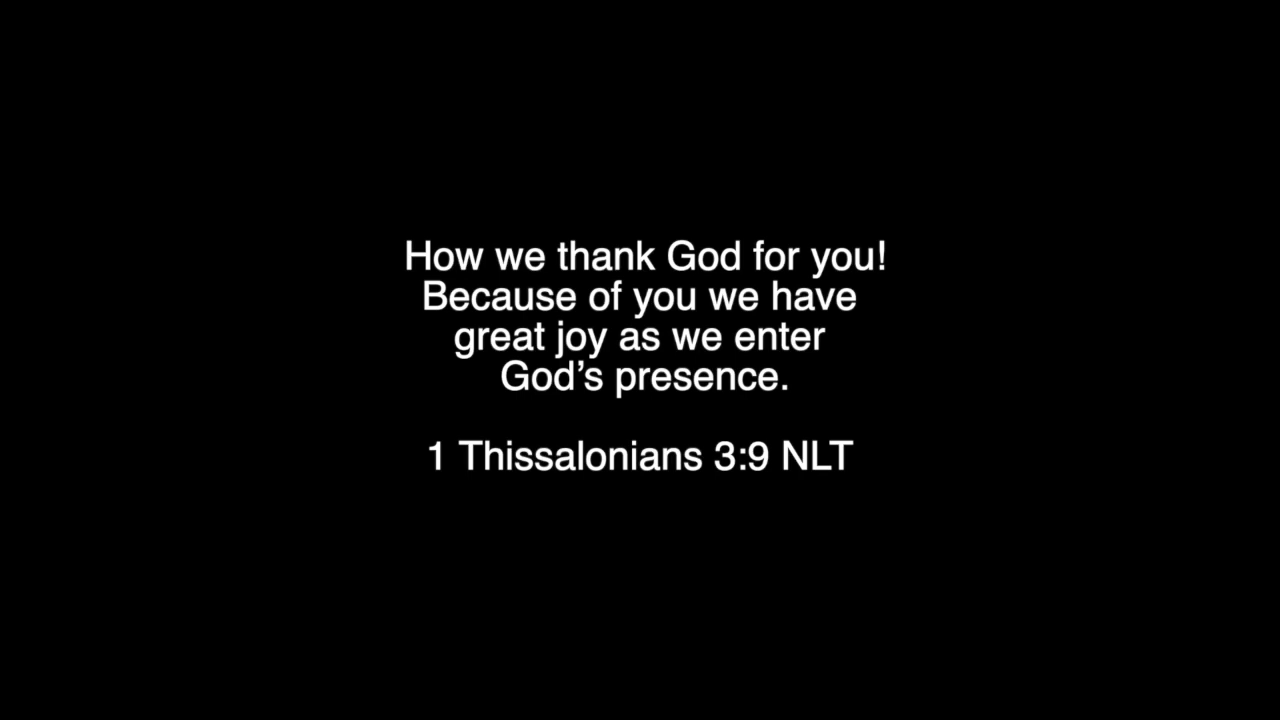 How we thank God for you!
Because of you we have
great joy as we enter
God’s presence.
1 Thissalonians 3:9 NLT